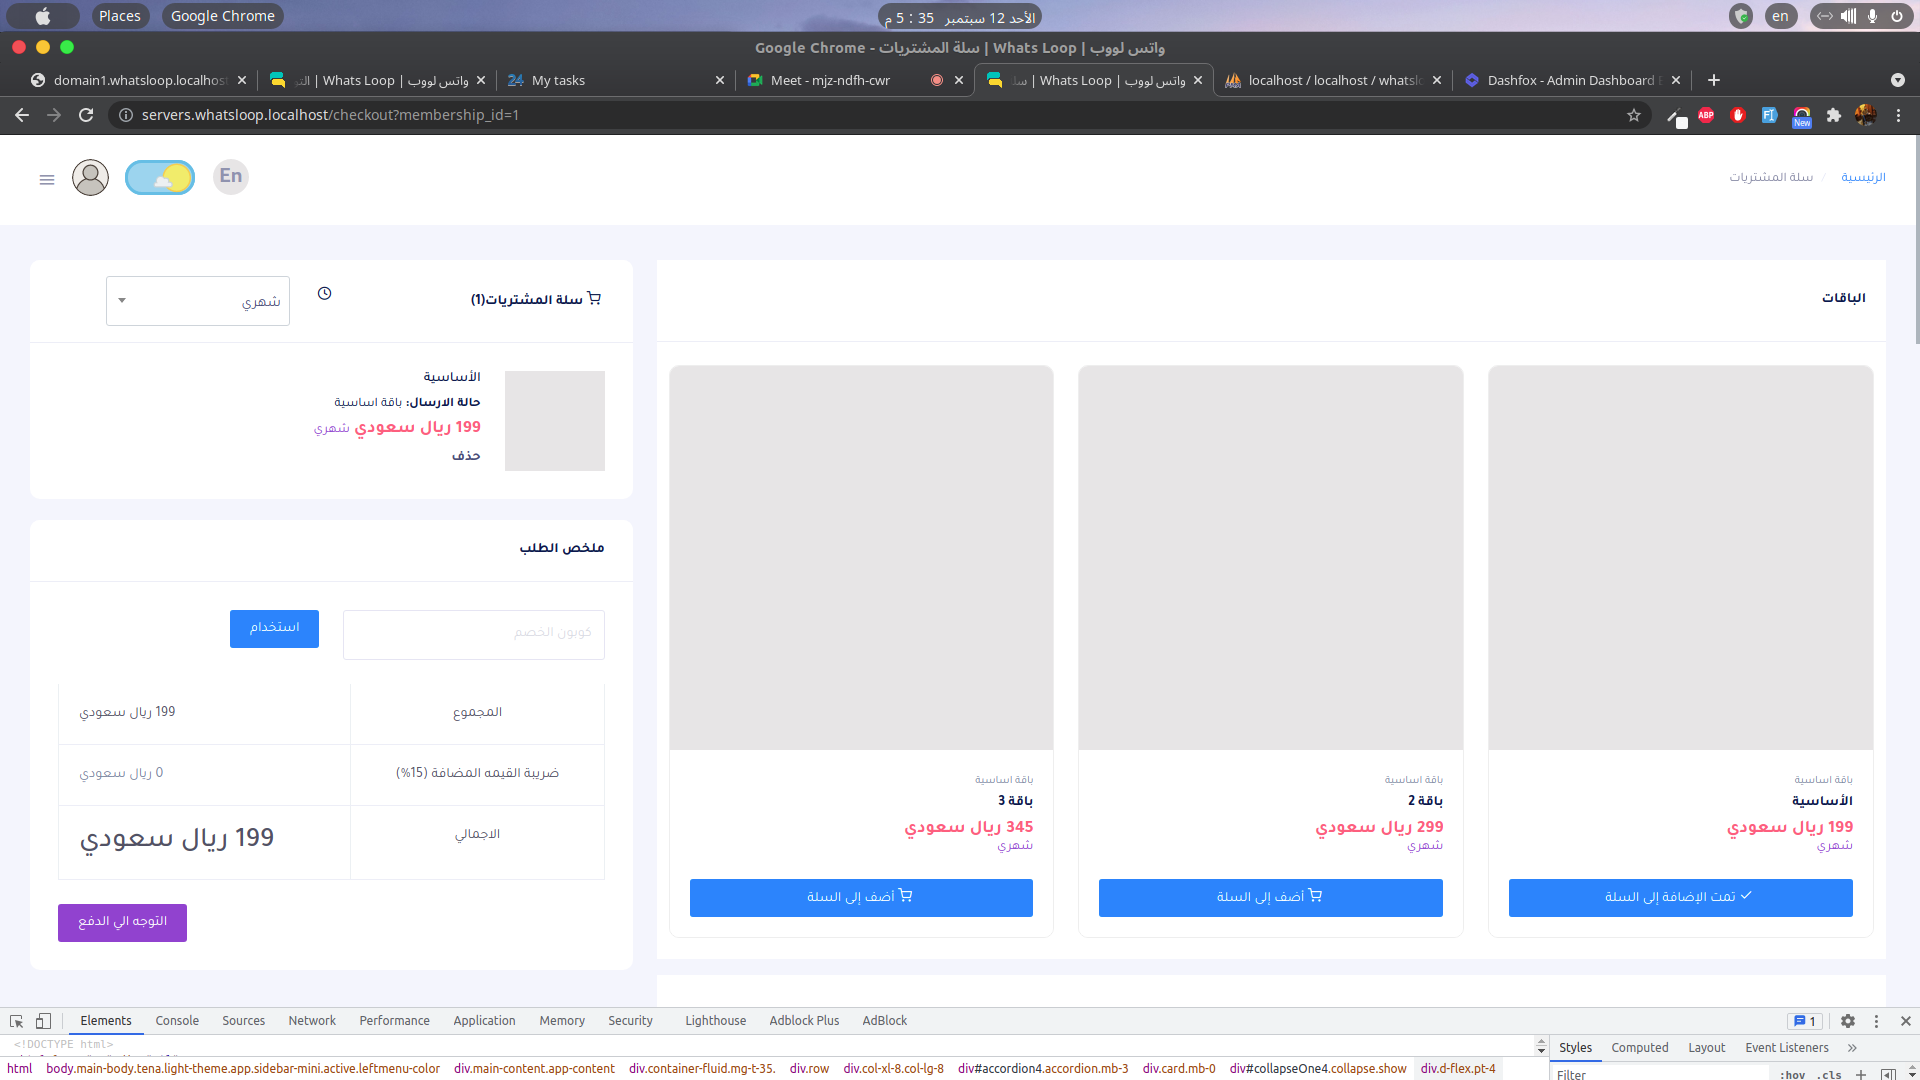 Places
Google Chrome
الأحد 12 سبتمبر 5 : 35 م
en
واتس لووب | Whats Loop | سلة المشتريات - Google Chrome
domain1.whatsloop.localhost
واتس لووب | Whats Loop | التر
My tasks
Meet - mjz-ndfh-cwr
واتس لووب | Whats Loop | سل
localhost / localhost / whatslo
Dashfox - Admin Dashboard
servers.whatsloop.localhost/checkout?membership_id=1
ABP
New
En
الرئيسية / سلة المشتريات
الباقات
باقة اساسية
الأساسية
199 ريال سعودي
شهري
تمت الإضافة إلى السلة
باقة اساسية
باقة 2
299 ريال سعودي
شهري
أضف إلى السلة
باقة اساسية
باقة 3
345 ريال سعودي
شهري
أضف إلى السلة
سلة المشتريات(1)
شهري
الأساسية
حالة الارسال: باقة اساسية
199 ريال سعودي شهري
حذف
ملخص الطلب
كوبون الخصم
استخدام
المجموع
199 ريال سعودي
ضريبة القيمه المضافة (15%)
0 ريال سعودي
الاجمالي
199 ريال سعودي
التوجه الي الدفع
Elements
Console
Sources
Network
Performance
Application
Memory
Security
Lighthouse
Adblock Plus
AdBlock
1
<!DOCTYPE html>
html
body.main-body.tena.light-theme.app.sidebar-mini.active.leftmenu-color
div.main-content.app-content
div.container-fluid.mg-t-35.
div.row
div.col-xl-8.col-lg-8
div#accordion4.accordion.mb-3
div.card.mb-0
div#collapseOne4.collapse.show
div.d-flex.pt-4
Styles
Computed
Layout
Event Listeners
Filter
:hov
.cls